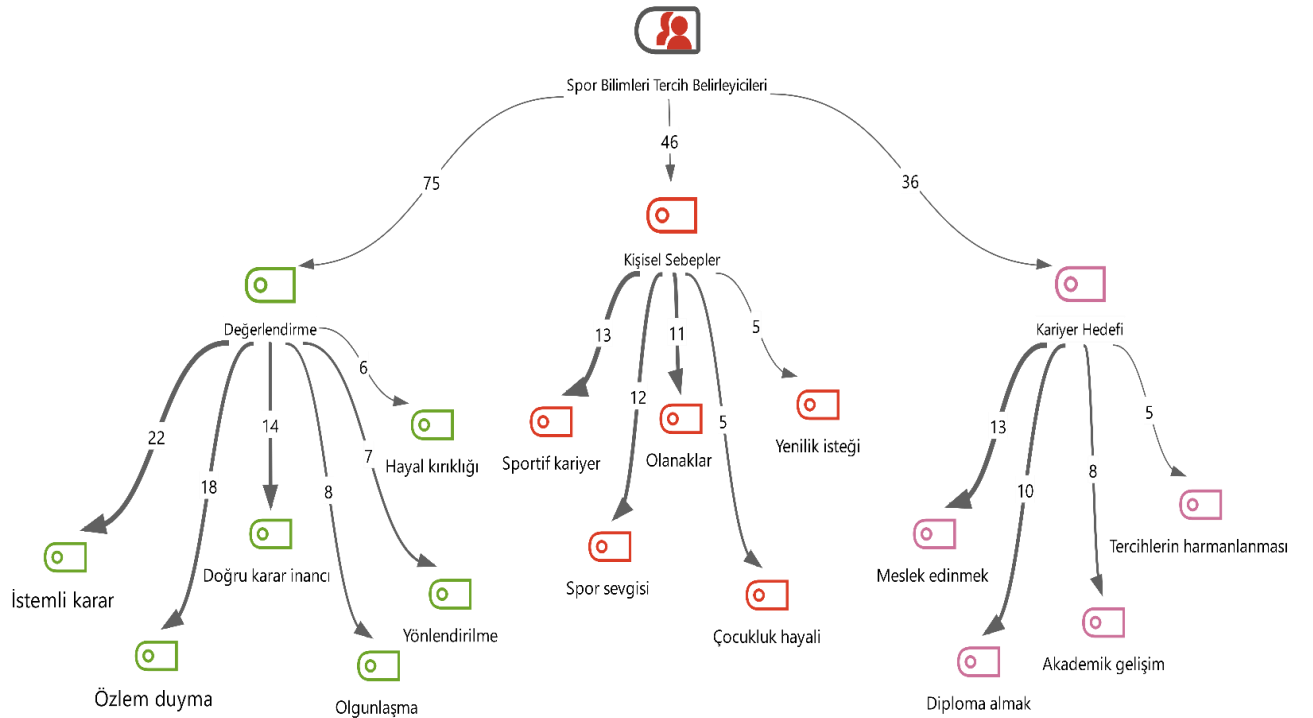 Spor Bilimleri Tercih Belirleyicileri
75
46
36
Kişisel Sebepler
Değerlendirme
Kariyer Hedefi
22
18
14
8
7
6
13
12
11
5
5
13
10
8
5
Hayal kırıklığı
Sportif kariyer
Olanaklar
Yenilik isteği
İstemli karar
Doğru karar inancı
Yönlendirilme
Spor sevgisi
Çocukluk hayali
Meslek edinmek
Tercihlerin harmanlanması
Özlem duyma
Olgunlaşma
Diploma almak
Akademik gelişim